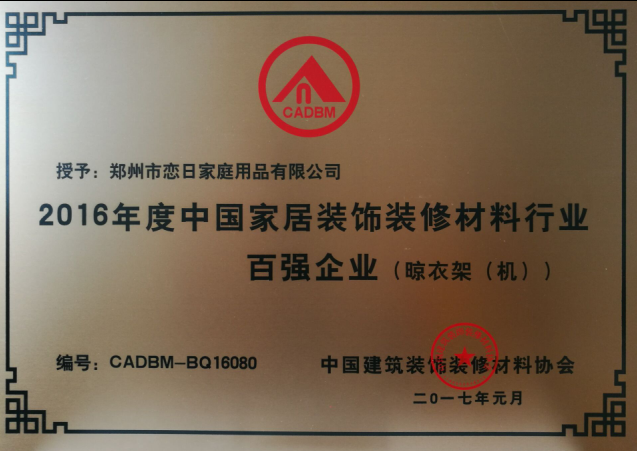 CADBM
授予：郑州市恋日家庭用品有限公司
2016年度中国家居装饰装修材料行业
百强企业（晾衣架（机））
编号：CADBM-BQ16080
中国建筑装饰装修材料协会
二0一七年元月